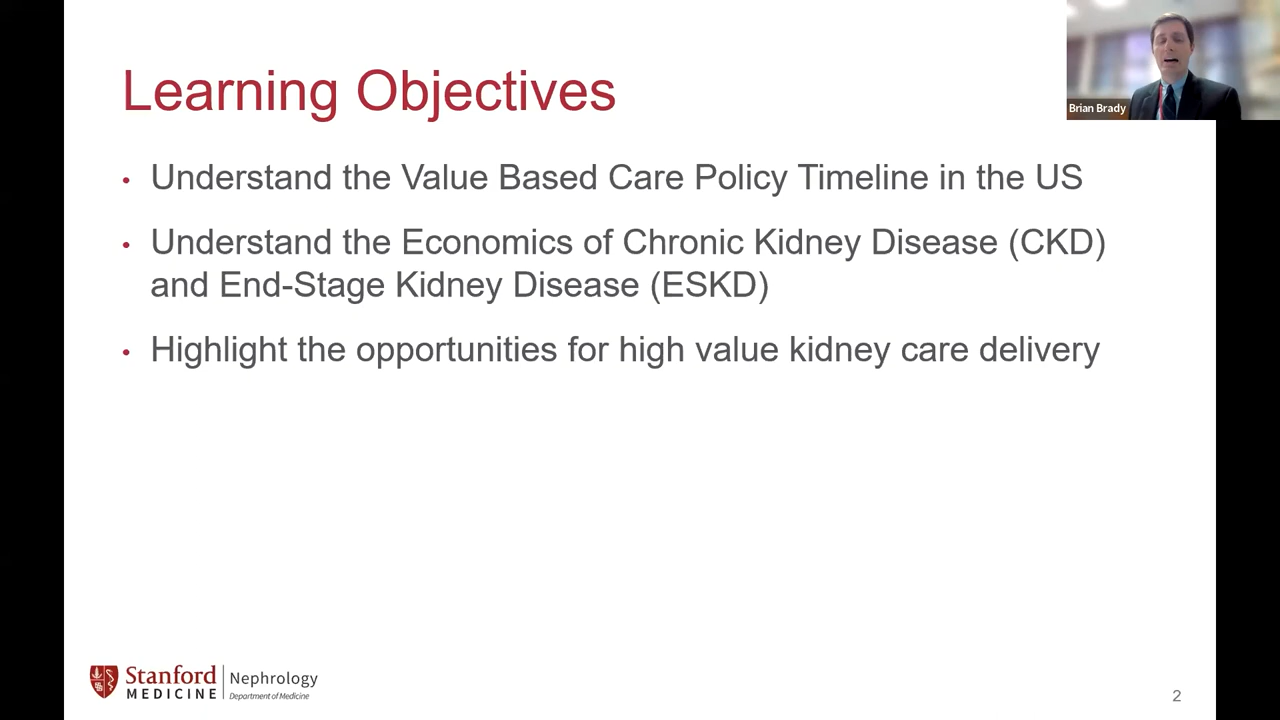 Learning Objectives
Brian Brady
• Understand the Value Based Care Policy Timeline in the US
• Understand the Economics of Chronic Kidney Disease (CKD)
and End-Stage Kidney Disease (ESKD)
• Highlight the opportunities for high value kidney care delivery
Stanford
MEDICINE
Nephrology
Department of Medicine
2